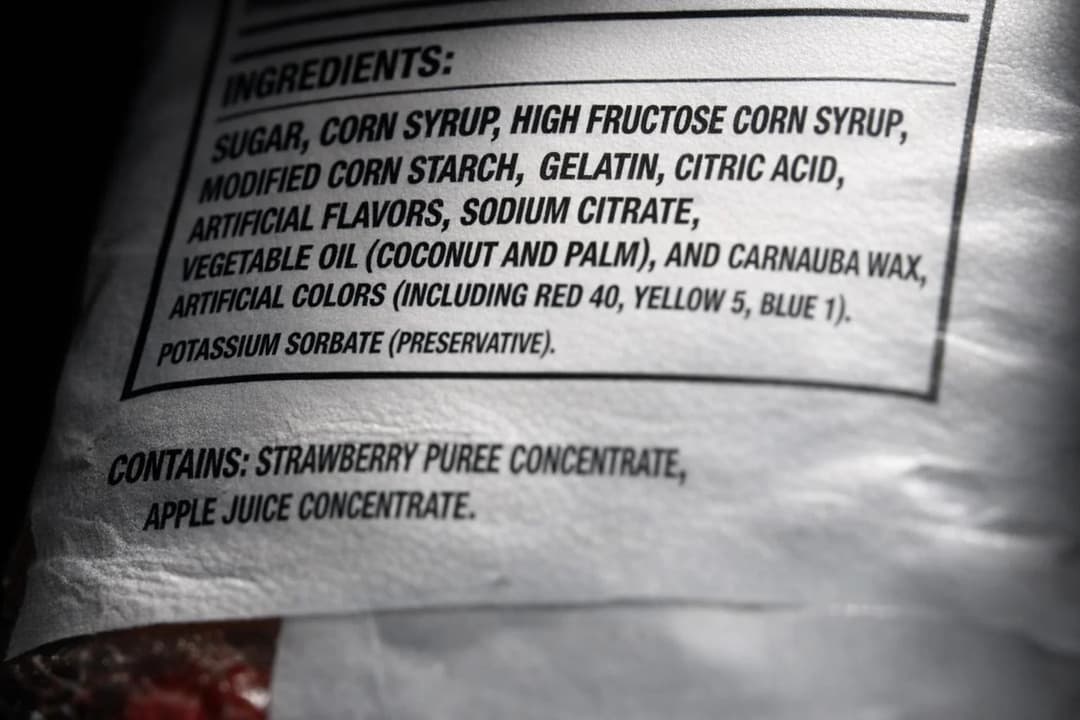 INGREDIENTS:
SUGAR, CORN SYRUP, HIGH FRUCTOSE CORN SYRUP,
MODIFIED CORN STARCH, GELATIN, CITRIC ACID,
ARTIFICIAL FLAVORS, SODIUM CITRATE,
VEGETABLE OIL (COCONUT AND PALM), AND CARNAUBA WAX,
ARTIFICIAL COLORS (INCLUDING RED 40, YELLOW 5, BLUE 1).
POTASSIUM SORBATE (PRESERVATIVE).
CONTAINS: STRAWBERRY PUREE CONCENTRATE,
APPLE JUICE CONCENTRATE.